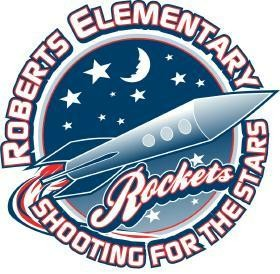 ROBERTS ELEMENTARY
Rockets
SHOOTING FOR THE STARS